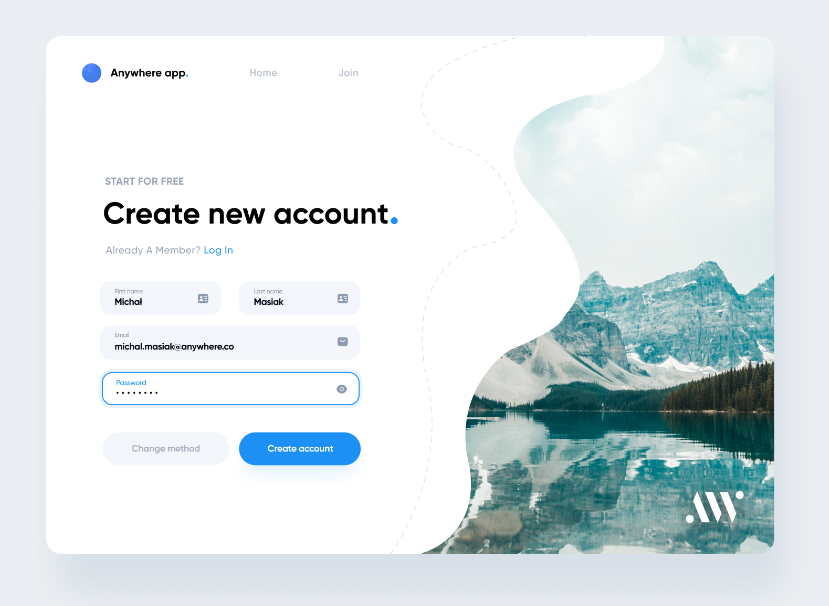 Anywhere app.
Home
Join
START FOR FREE
Create new account.
Already A Member? Log In
First name
Michał
Last name
Masiak
Email
michal.masiak@anywhere.co
Password
Change method
Create account